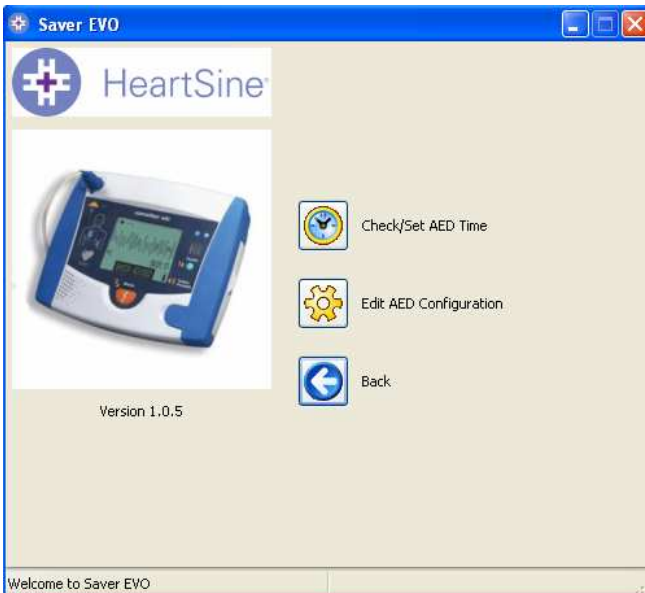 Saver EVO
HeartSine®
Check/Set AED Time
Edit AED Configuration
Back
Version 1.0.5
Welcome to Saver EVO